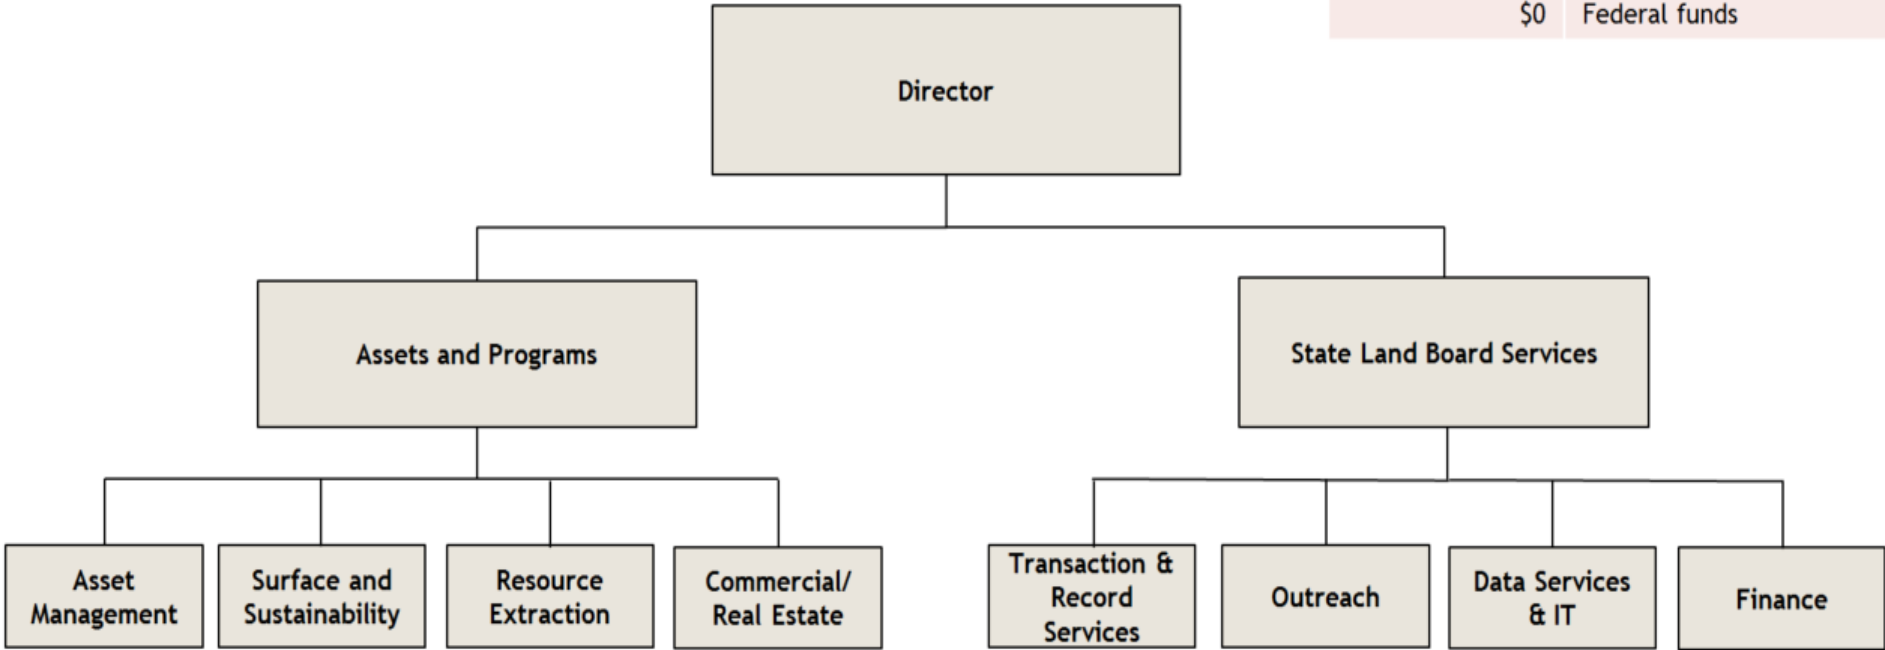 $0 Federal funds
Director
Assets and Programs
State Land Board Services
Asset
Management
Surface and
Sustainability
Resource
Extraction
Commercial/
Real Estate
Transaction &
Record
Services
Outreach
Data Services
& IT
Finance